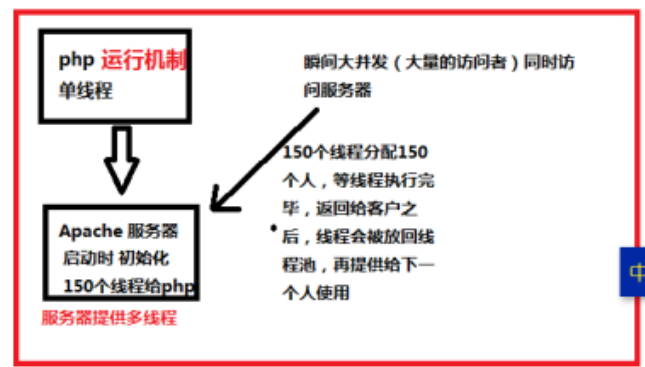 php 运行机制
单线程
瞬间大并发（大量的访问者）同时访
问服务器
150个线程分配150
个人，等线程执行完
毕，返回给客户之
后，线程会被放回线
程池，再提供给下一
个人使用
Apache 服务器
启动时 初始化
150个线程给php
服务器提供多线程
中